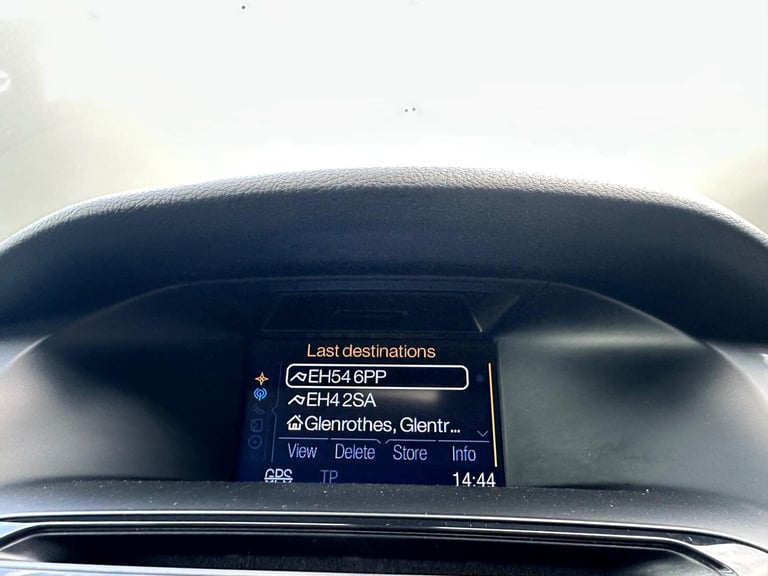 Last destinations
EH54 6PP
EH4 2SA
Glenrothes, Glentr...
View Delete Store Info
GPS TP 14:44